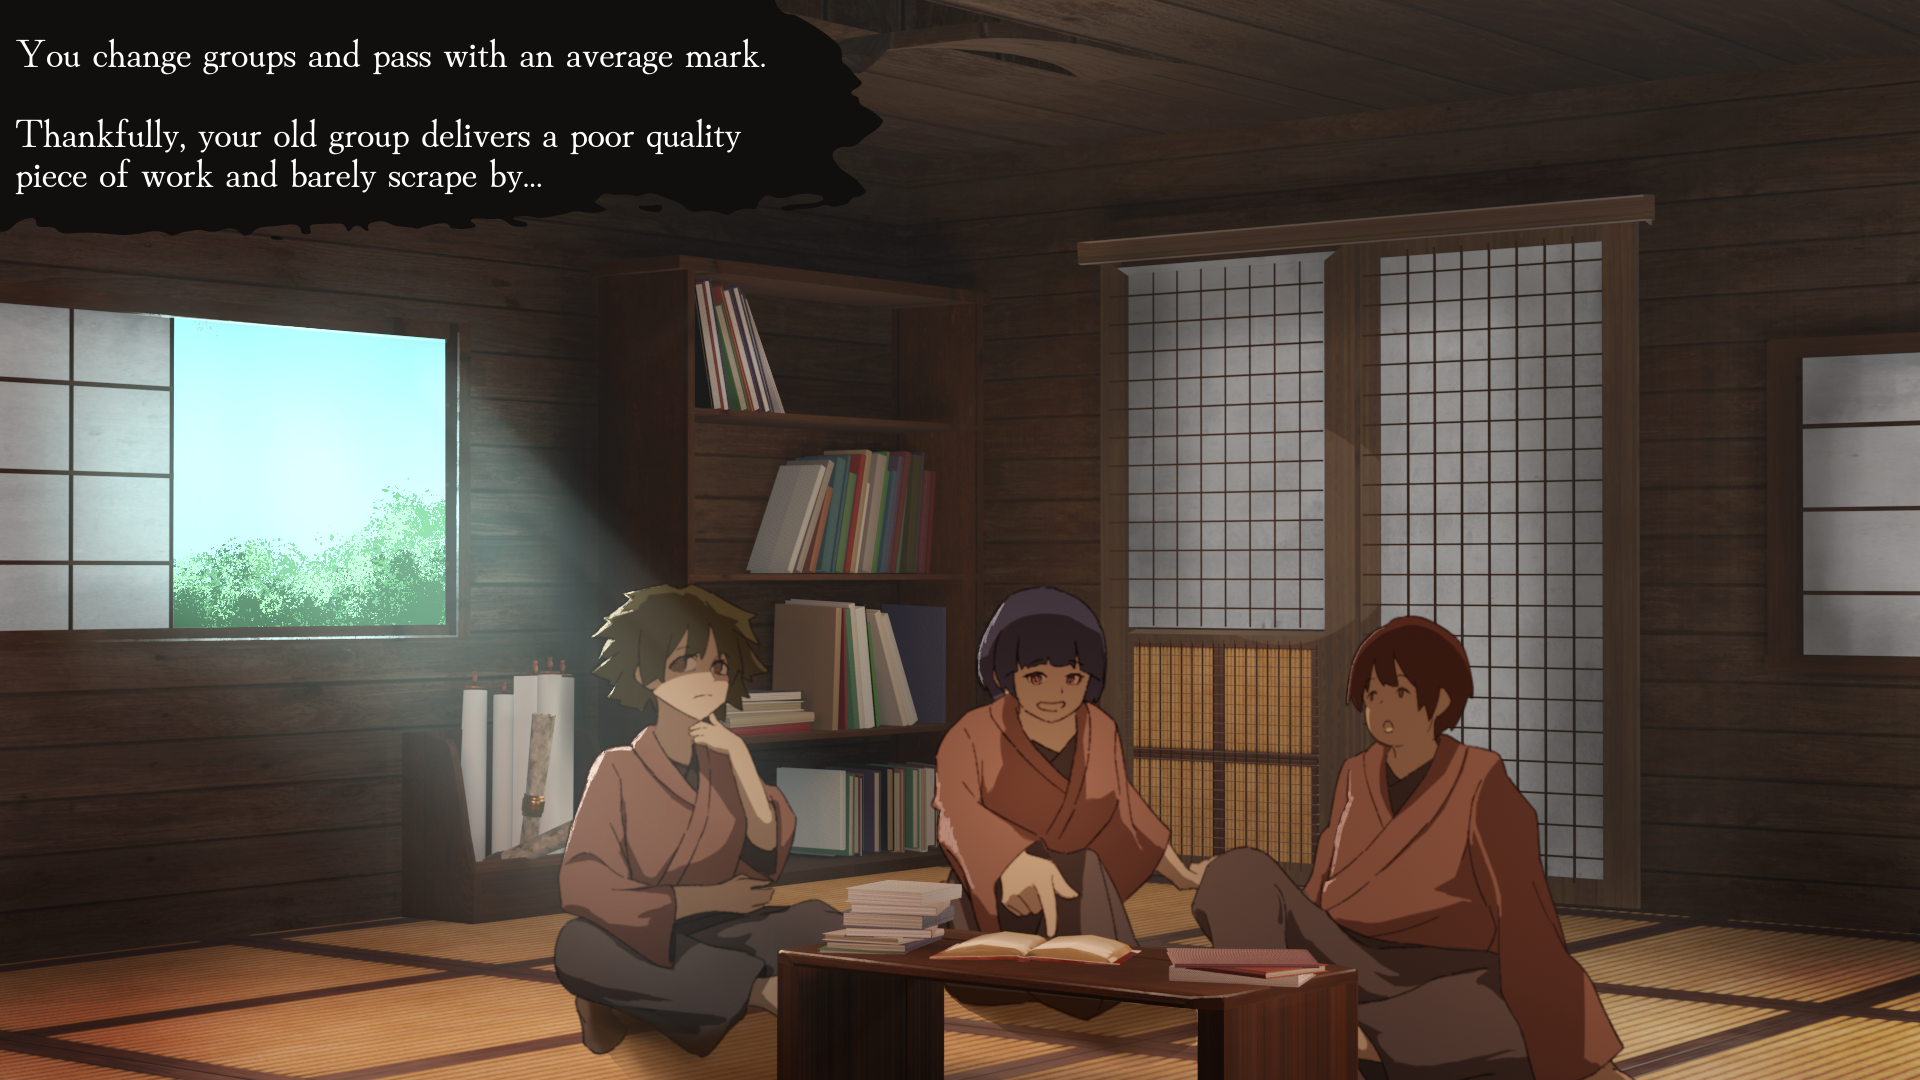 You change groups and pass with an average mark.
Thankfully, your old group delivers a poor quality
piece of work and barely scrape by...